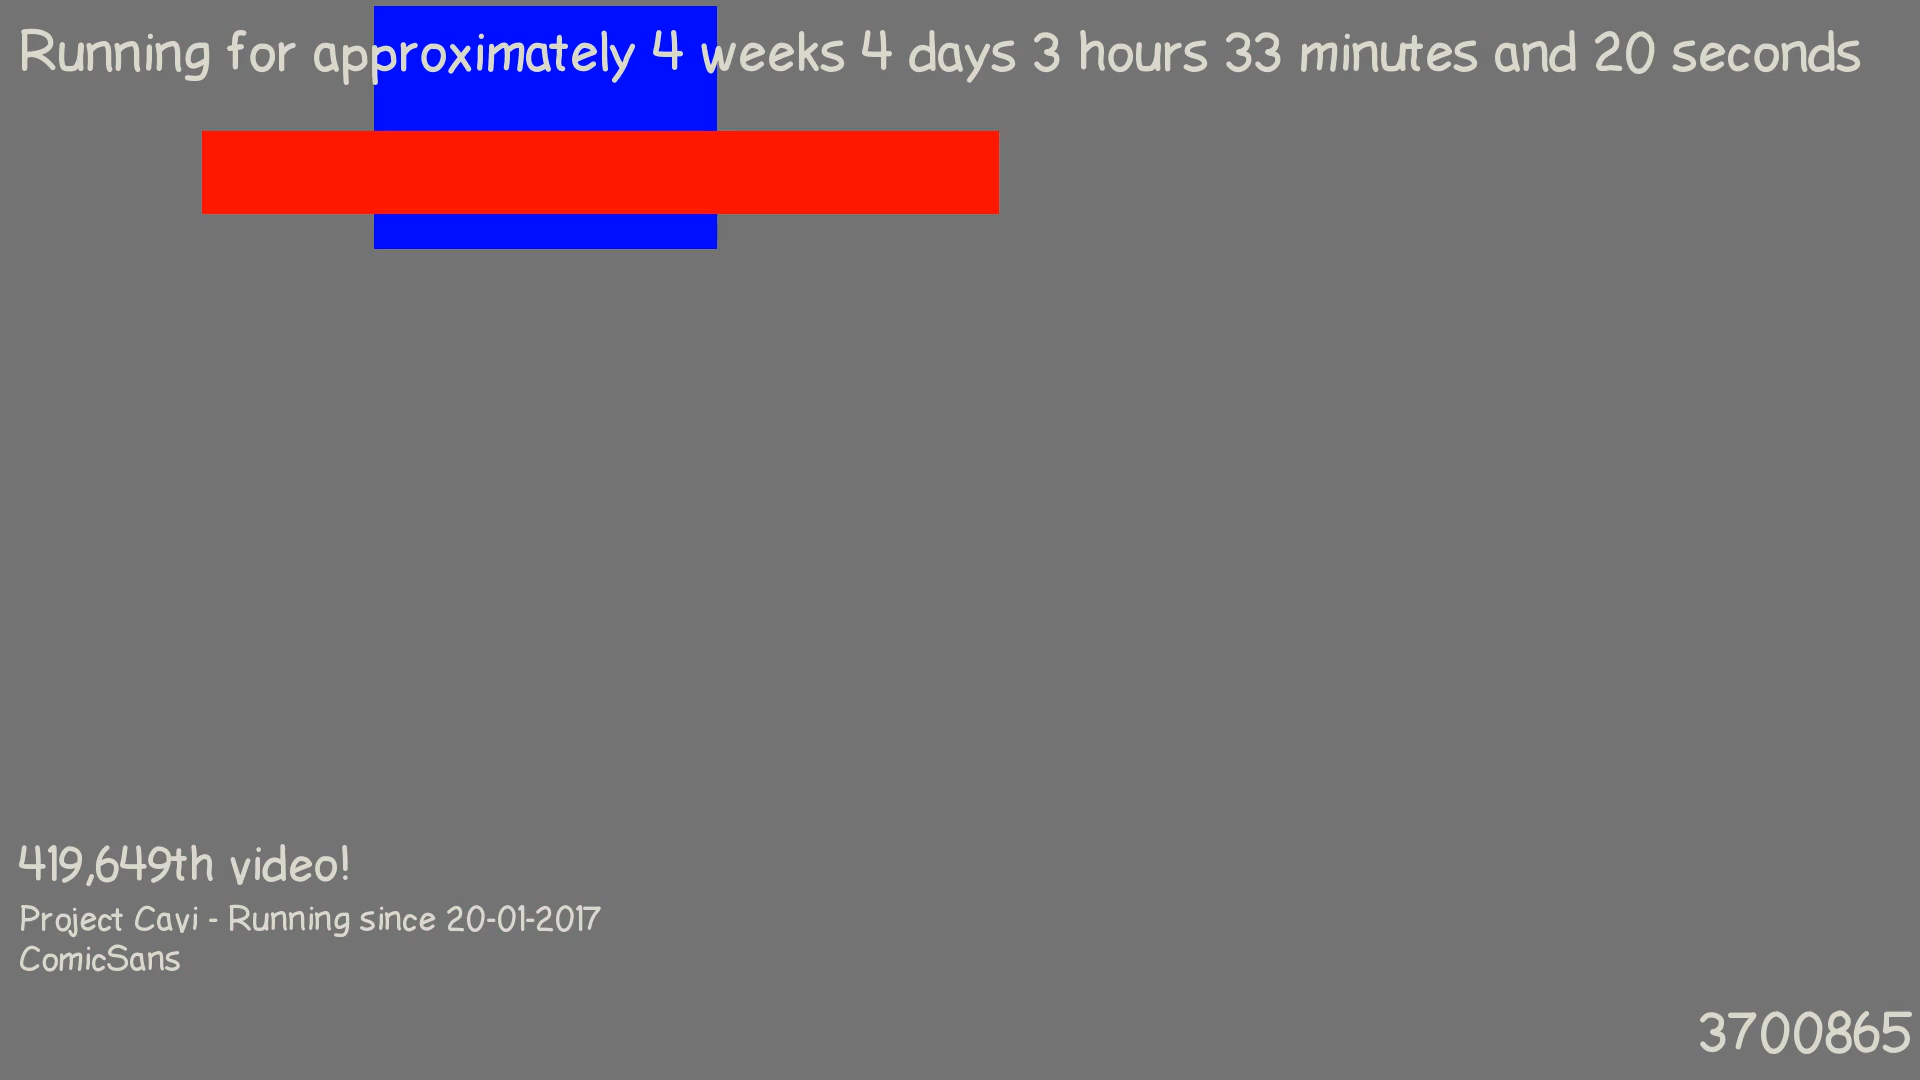 Running for approximately 4 weeks 4 days 3 hours 33 minutes and 20 seconds
419,649th video!
Project Cavi - Running since 20-01-2017
ComicSans
3700865